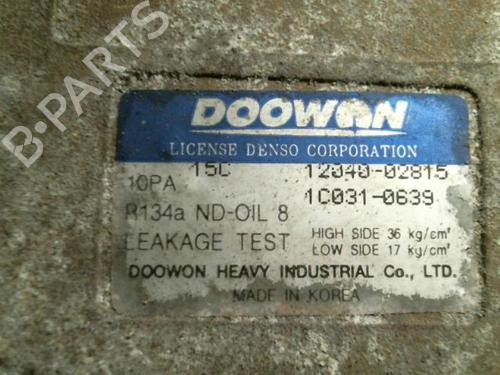 B-PARTS
DOOWON
LICENSE DENSO CORPORATION
10PA 15C 12040-02815
1C031-0639
R134a ND-OIL 8
LEAKAGE TEST HIGH SIDE 36 kg/cm²
LOW SIDE 17 kg/cm²
DOOWON HEAVY INDUSTRIAL Co., LTD.
MADE IN KOREA